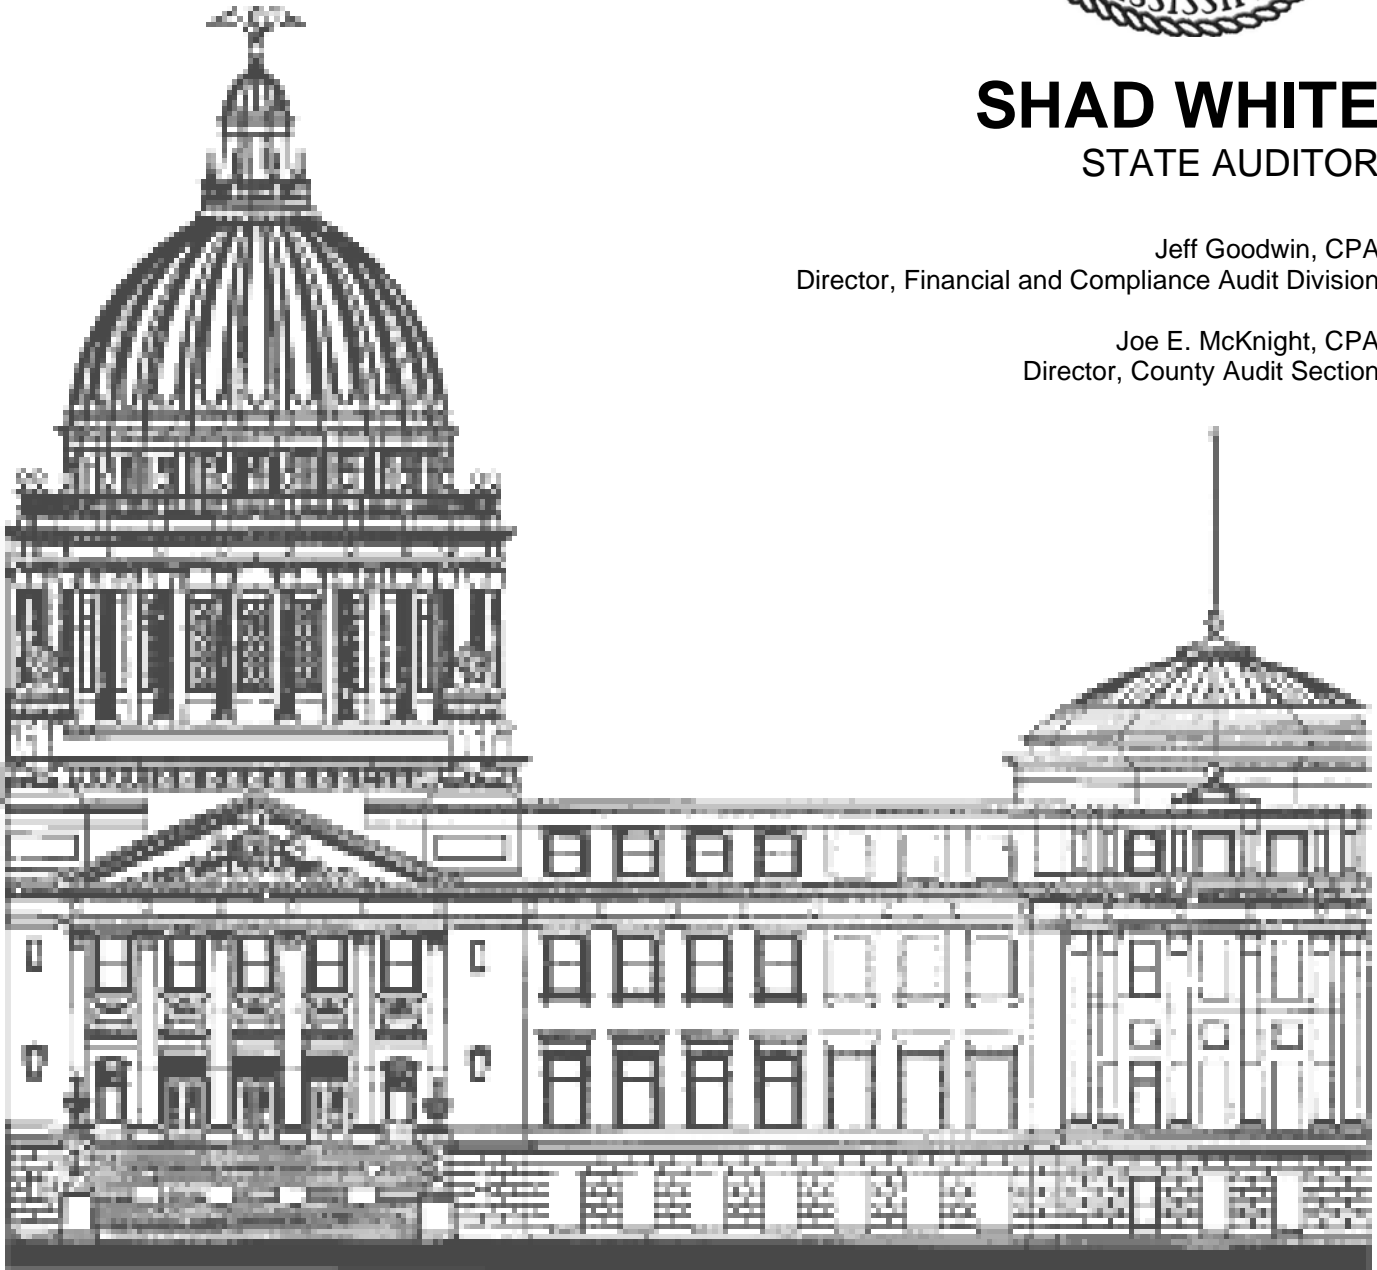 SHAD WHITE
STATE AUDITOR
Jeff Goodwin, CPA
Director, Financial and Compliance Audit Division
Joe E. McKnight, CPA
Director, County Audit Section